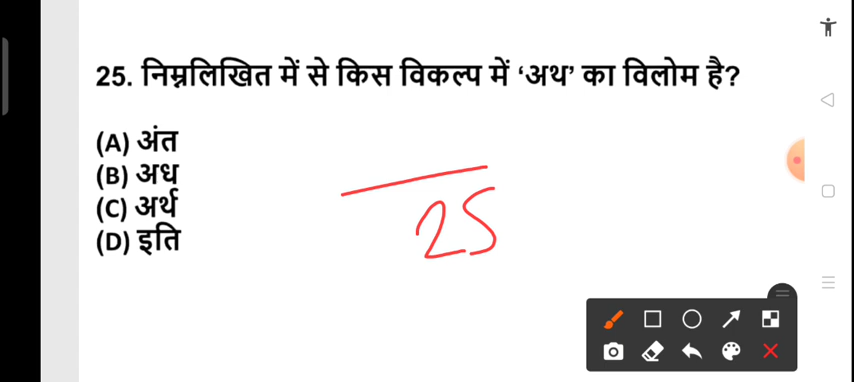 25. निम्नलिखित में से किस विकल्प में ‘अथ’ का विलोम है?
(A) अंत
(B) अध
(C) अर्थ
(D) इति
25